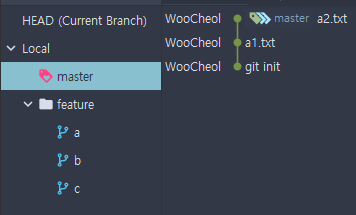 HEAD (Current Branch)
Local
master
feature
a
b
c
WooCheol master a2.txt
WooCheol a1.txt
WooCheol git init